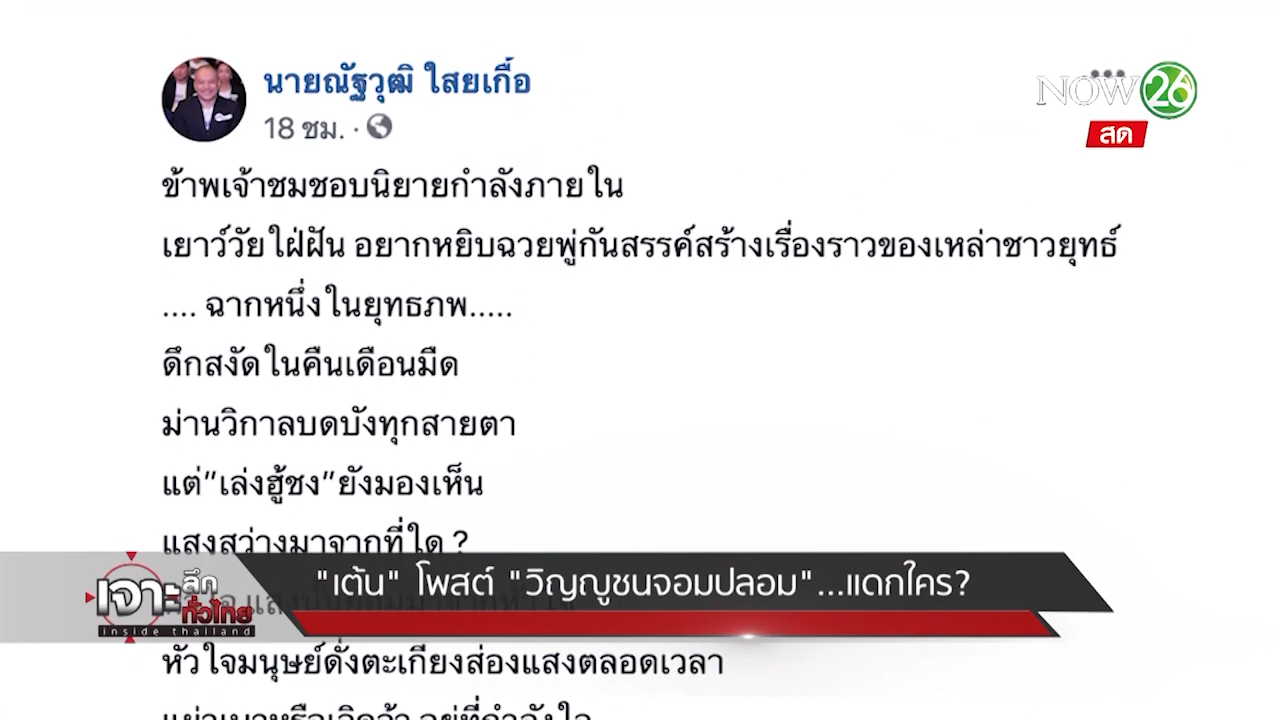 นายณัฐวุฒิ ใสยเกื้อ
18 ชม. ·
NOW26
สด
ข้าพเจ้าชมชอบนิยายกำลังภายใน
เยาว์วัยใฝ่ฝัน อยากหยิบฉวยพู่กันสรรค์สร้างเรื่องราวของเหล่าชาวยุทธ์
.... ฉากหนึ่งในยุทธภพ.....
ดึกสงัดในคืนเดือนมืด
ม่านวิกาลบดบังทุกสายตา
แต่"เล่งฮู้ชง"ยังมองเห็น
แสงสว่างมาจากที่ใด ?
"เต้น" โพสต์ "วิญญูชนจอมปลอม"...แดกใคร?
เจาะลึกทั่วไทย
inside thailand
หัวใจมนุษย์ดั่งตะเกียงส่องแสงตลอดเวลา